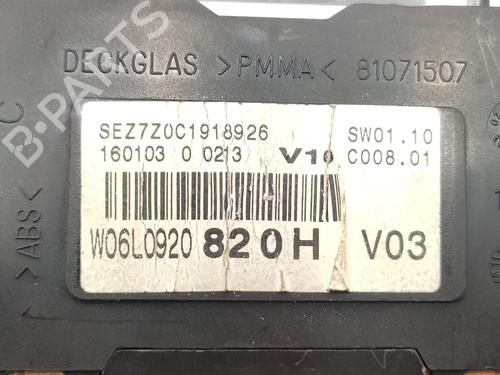 DECKGLAS >PMMA< 81071507
SEZ7Z0C1918926 SW01.10
160103 0 0213 V10 C008.01
W06L0920 820H V03
>ABS<
C
B-PARTS